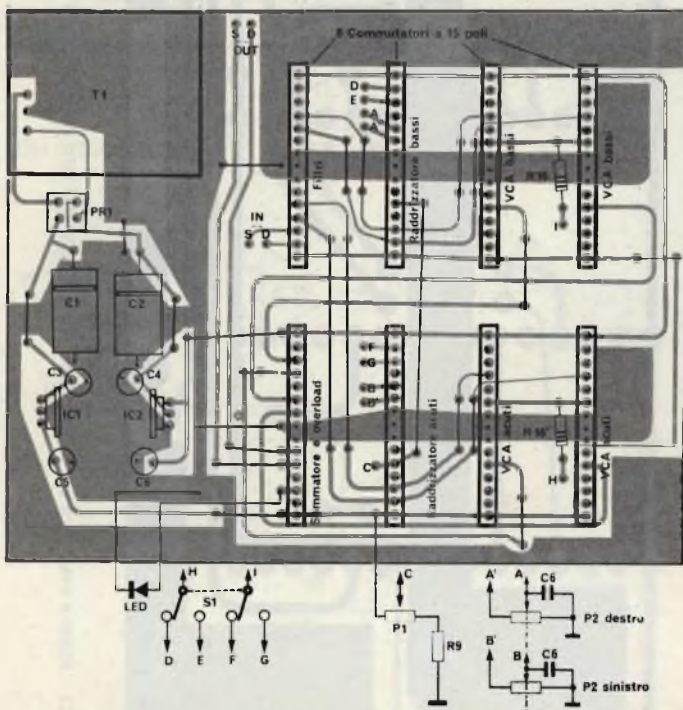 S D
OUT
8 Commutatori a 15 poli
T1
D
E
A
A'
Filtri
Raddrizzatore bassi
VCA bassi
R16
VCA bassi
I
PR1
IN
S D
C1
C2
C3
C4
IC1
IC2
C5
C6
F
G
B
B'
C
Sommatore e overload
Raddrizzatore acuti
VCA acuti
R16'
VCA acuti
H
LED
H
S1
I
D
E
F
G
C
P1
R9
A'
A
C6
P2 destro
B'
B
C6
P2 sinistro